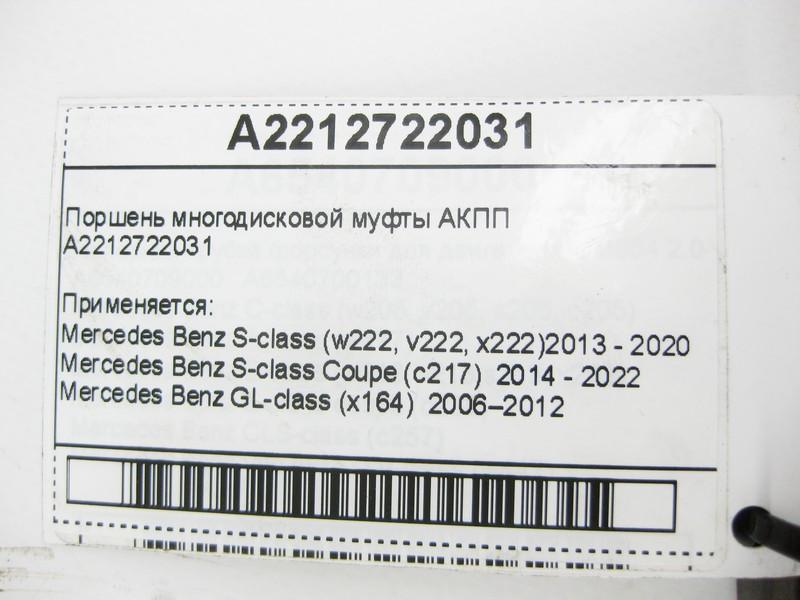 A2212722031
Поршень многодисковой муфты АКПП
A2212722031
Применяется:
Mercedes Benz S-class (w222, v222, x222)2013 - 2020
Mercedes Benz S-class Coupe (c217) 2014 - 2022
Mercedes Benz GL-class (x164) 2006–2012